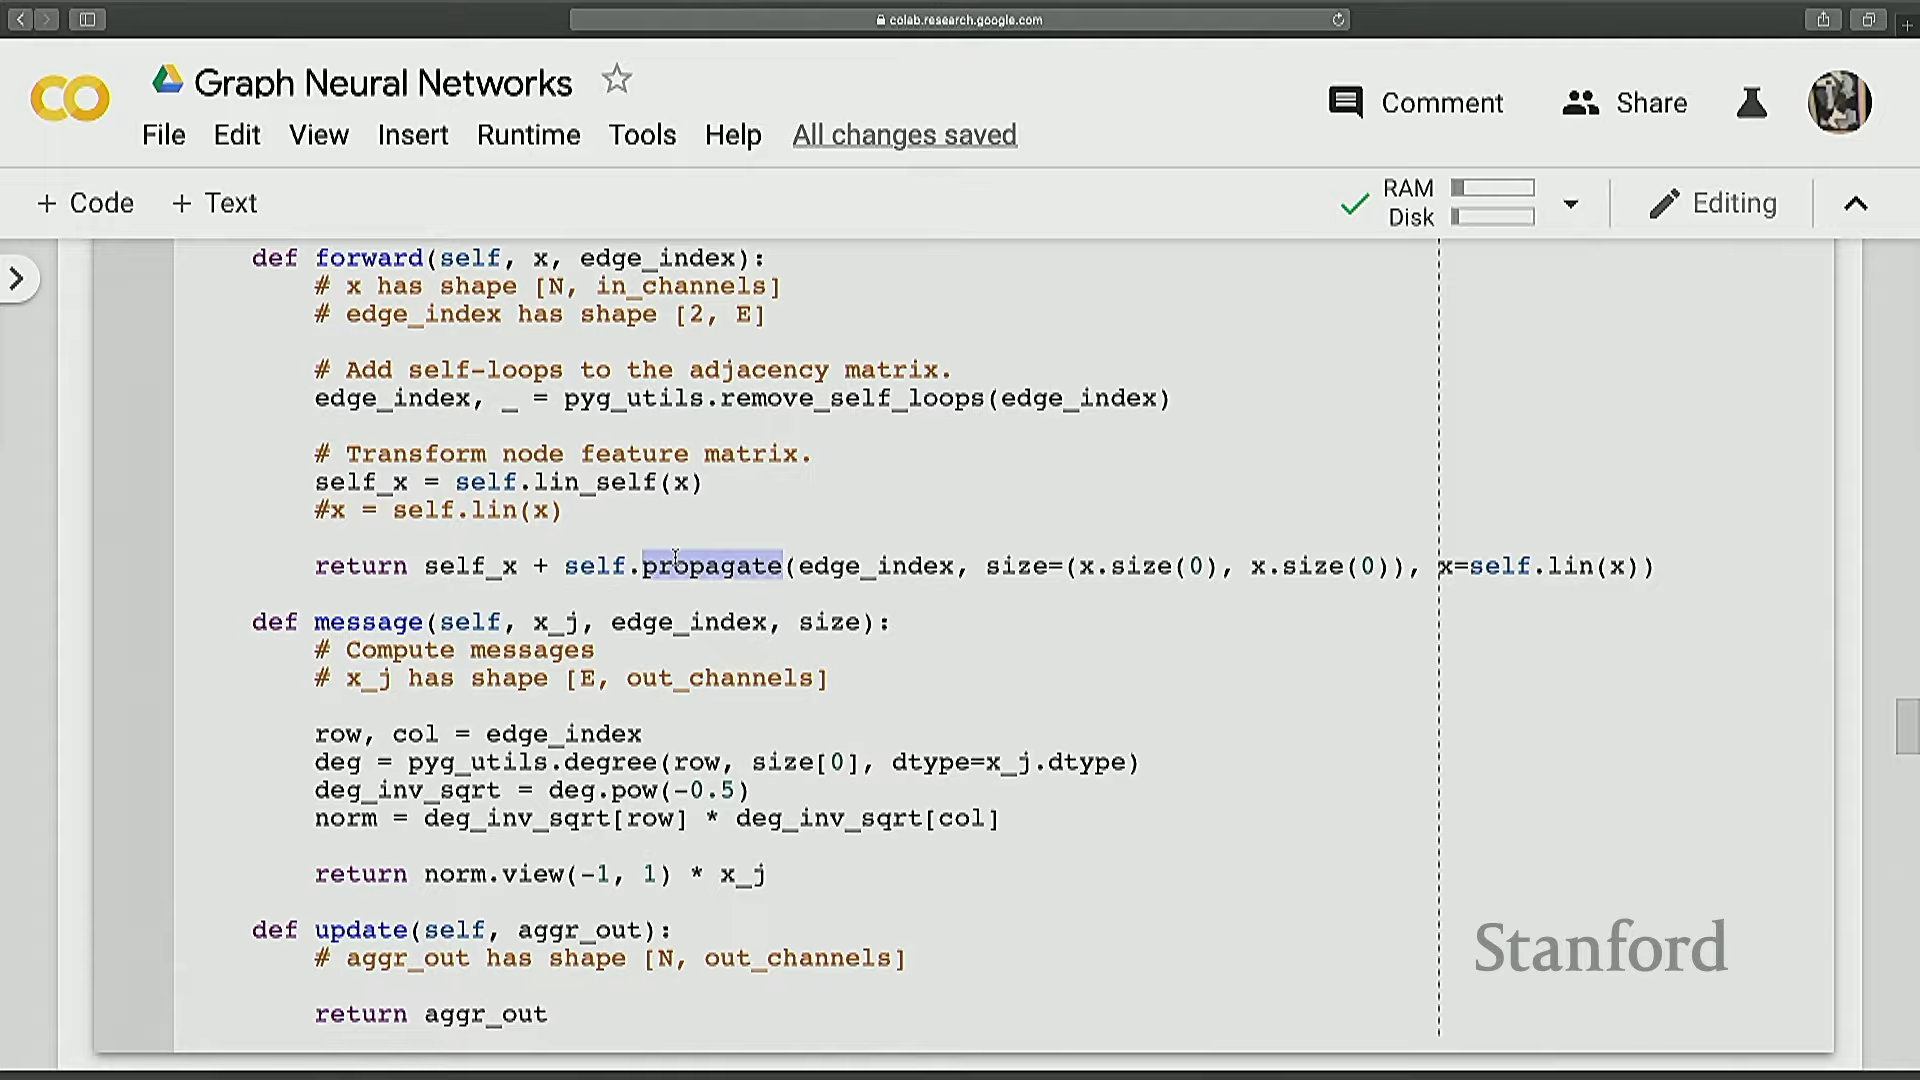 colab.research.google.com
CO Graph Neural Networks
File Edit View Insert Runtime Tools Help All changes saved
Comment Share
+ Code + Text
RAM
Disk
Editing
def forward(self, x, edge_index):
# x has shape [N, in_channels]
# edge_index has shape [2, E]
# Add self-loops to the adjacency matrix.
edge_index, _ = pyg_utils.remove_self_loops(edge_index)
# Transform node feature matrix.
self_x = self.lin_self(x)
#x = self.lin(x)
return self_x + self.propagate(edge_index, size=(x.size(0), x.size(0)), x=self.lin(x))
def message(self, x_j, edge_index, size):
# Compute messages
# x_j has shape [E, out_channels]
row, col = edge_index
deg = pyg_utils.degree(row, size[0], dtype=x_j.dtype)
deg_inv_sqrt = deg.pow(-0.5)
norm = deg_inv_sqrt[row] * deg_inv_sqrt[col]
return norm.view(-1, 1) * x_j
def update(self, aggr_out):
# aggr_out has shape [N, out_channels]
return aggr_out
Stanford